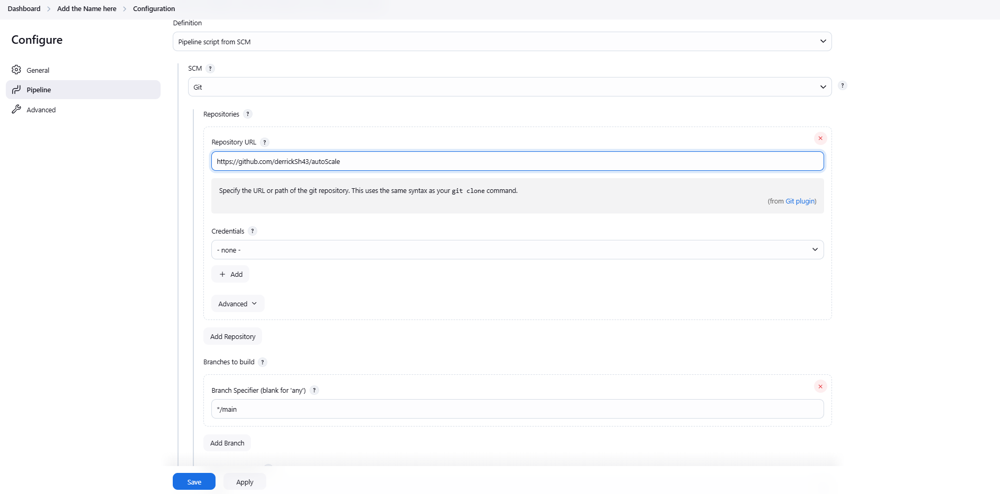 Dashboard > Add the Name here > Configuration
Configure
General
Pipeline
Advanced
Definition
Pipeline script from SCM
SCM ?
Git
?
Repositories ?
Repository URL ?
https://github.com/derrickSh43/autoScale
Specify the URL or path of the git repository. This uses the same syntax as your git clone command.
(from Git plugin)
Credentials ?
- none -
+ Add
Advanced
Add Repository
Branches to build ?
Branch Specifier (blank for 'any') ?
*/main
Add Branch
Save Apply